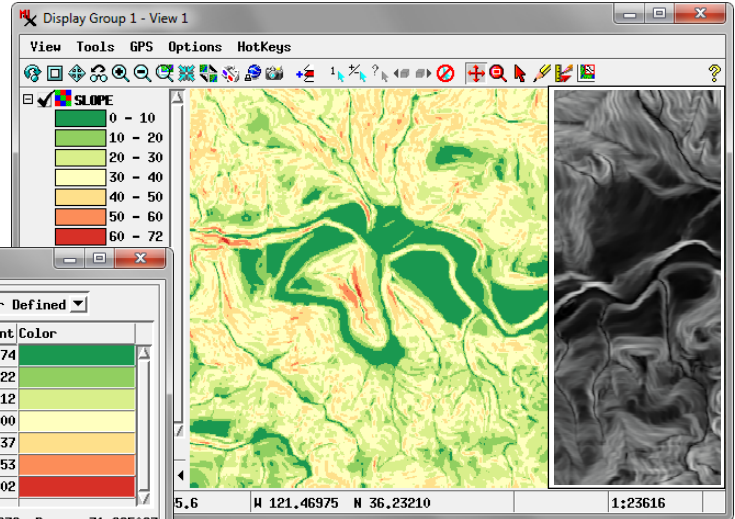 Display Group 1 - View 1
View Tools GPS Options HotKeys
SLOPE
0 - 10
10 - 20
20 - 30
30 - 40
40 - 50
50 - 60
60 - 72
Defined
Color
74
22
12
00
37
53
02
5.6 W 121.46975 N 36.23210 1:23616